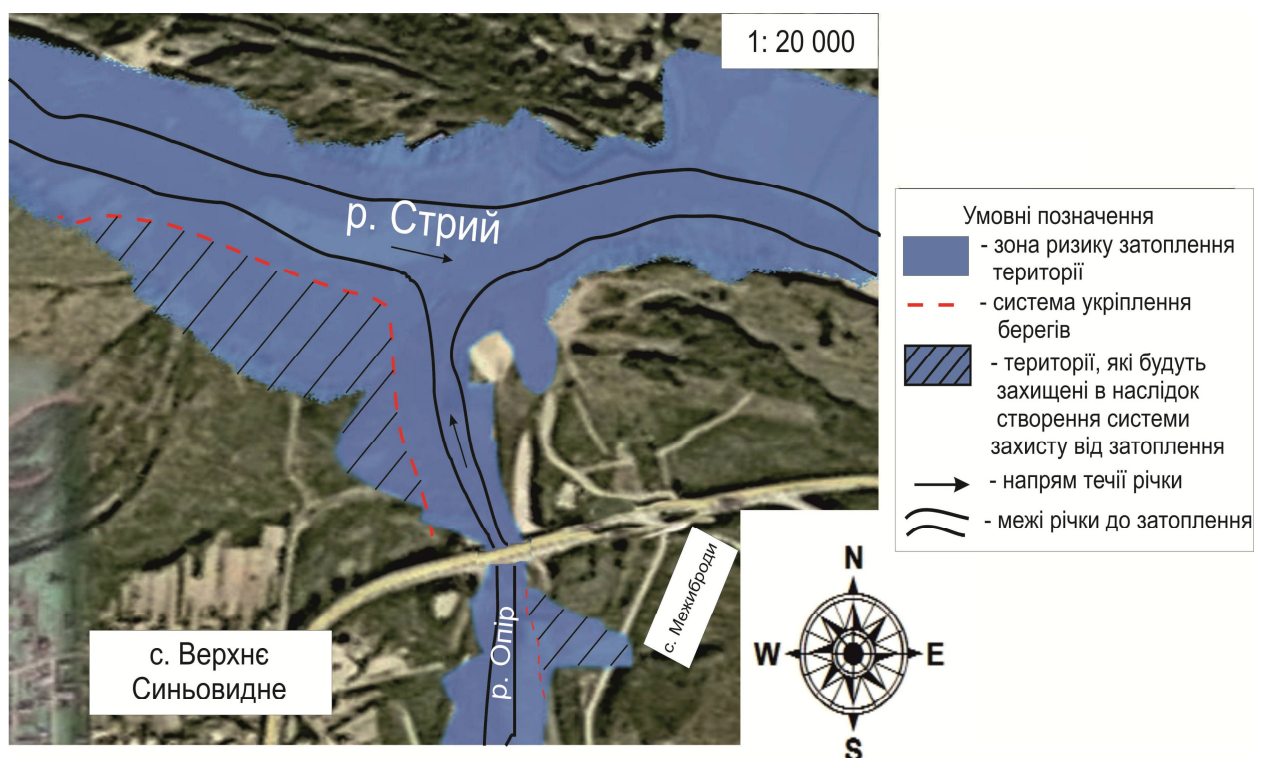 1: 20 000
р. Стрий
р. Опір
с. Межиброди
с. Верхнє
Синьовидне
Умовні позначення
- зона ризику затоплення
території
- система укріплення
берегів
- території, які будуть
захищені в наслідок
створення системи
захисту від затоплення
- напрям течії річки
- межі річки до затоплення
N
W
E
S